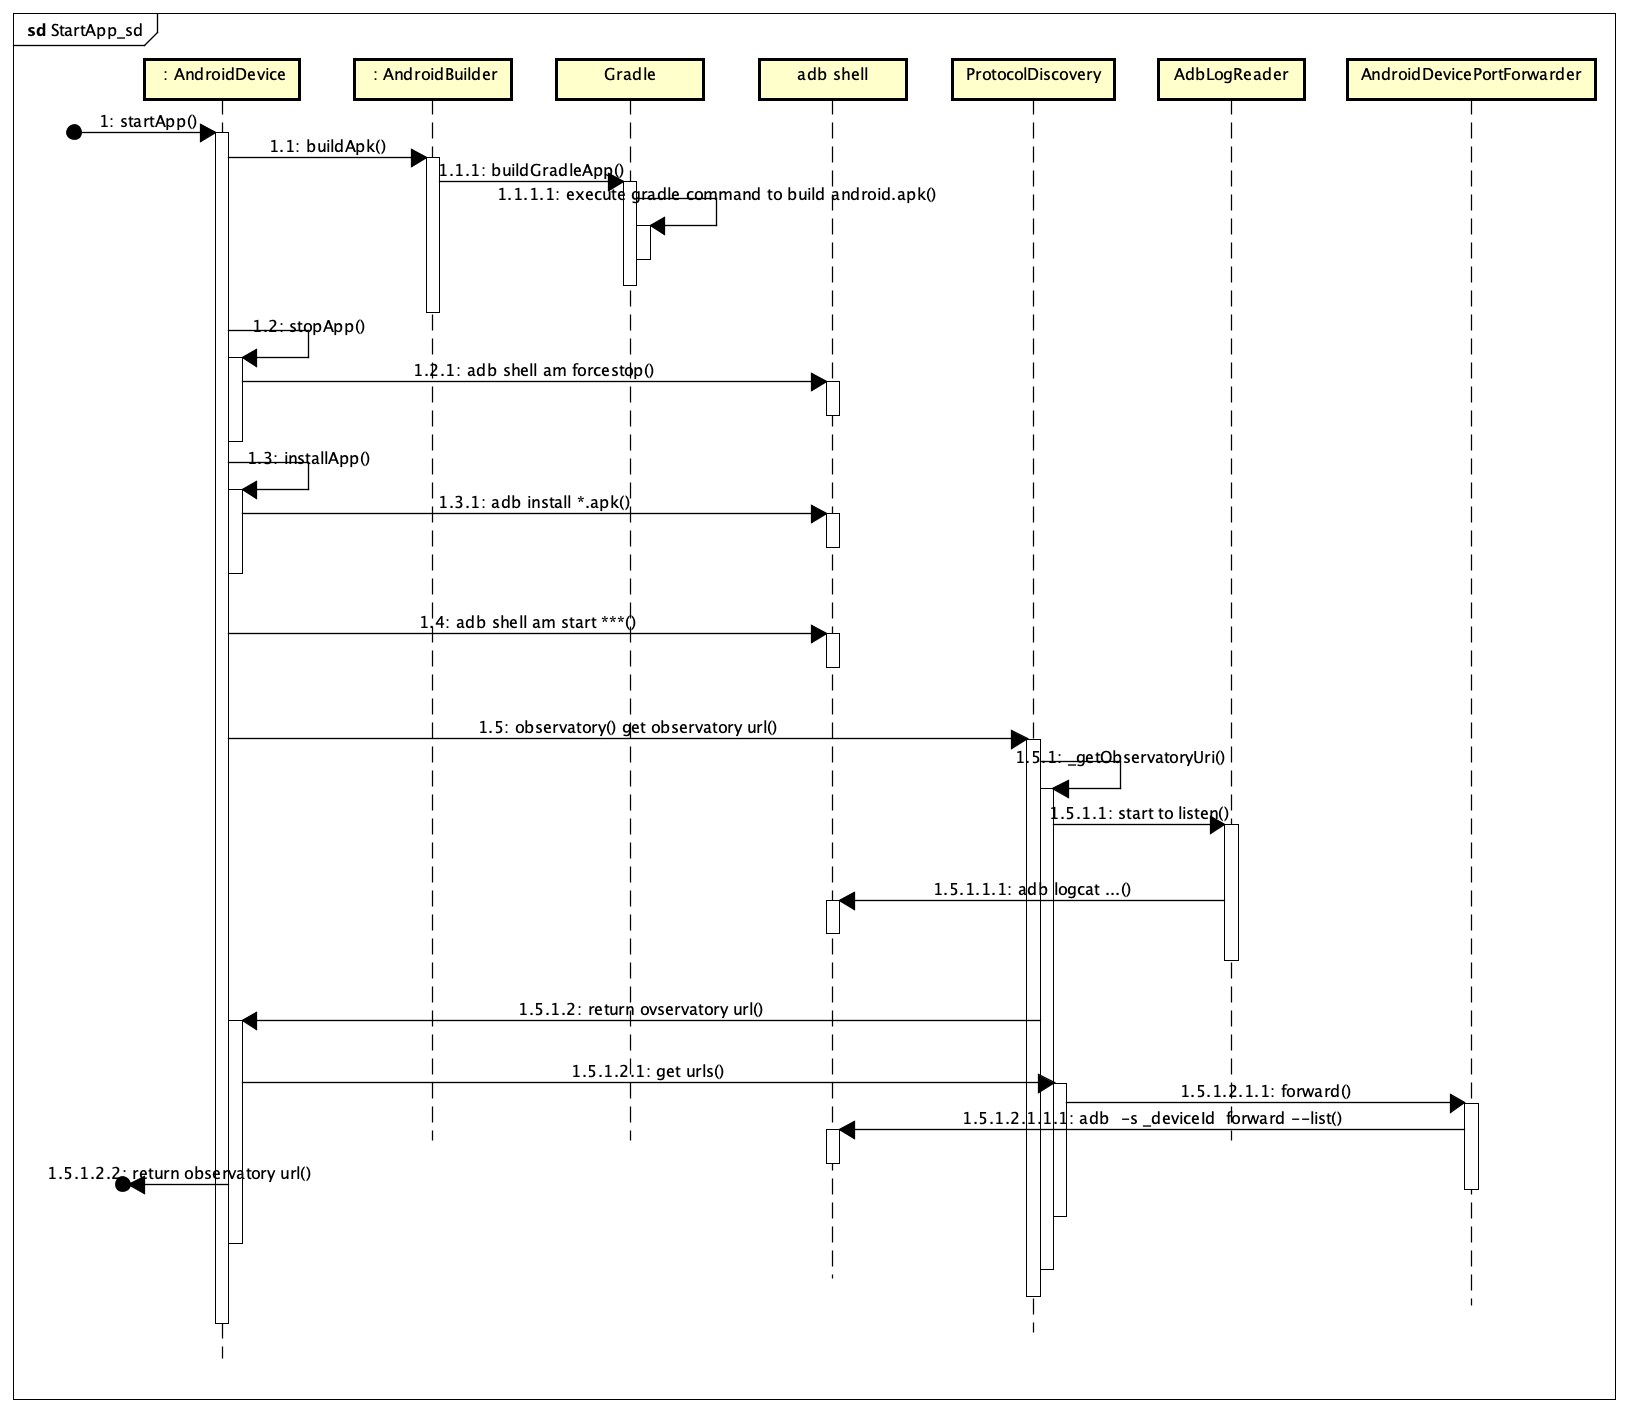 sd StartApp_sd
: AndroidDevice
: AndroidBuilder
Gradle
adb shell
ProtocolDiscovery
AdbLogReader
AndroidDevicePortForwarder
1: startApp()
1.1: buildApk()
1.1.1: buildGradleApp()
1.1.1.1: execute gradle command to build android.apk()
1.2: stopApp()
1.2.1: adb shell am forcestop()
1.3: installApp()
1.3.1: adb install *.apk()
1.4: adb shell am start ***()
1.5: observatory() get observatory url()
1.5.1: _getObservatoryUri()
1.5.1.1: start to listen()
1.5.1.1.1: adb logcat ...()
1.5.1.2: return ovservatory url()
1.5.1.2.1: get urls()
1.5.1.2.1.1: forward()
1.5.1.2.1.1.1: adb  -s _deviceId  forward --list()
1.5.1.2.2: return observatory url()